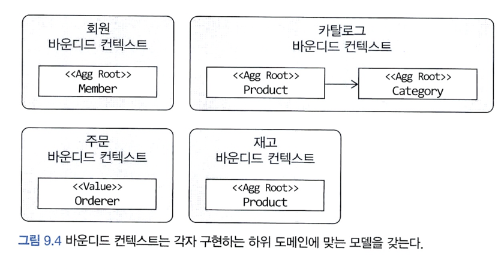 회원
바운디드 컨텍스트
<<Agg Root>>
Member
카탈로그
바운디드 컨텍스트
<<Agg Root>>
Product
<<Agg Root>>
Category
주문
바운디드 컨텍스트
<<Value>>
Orderer
재고
바운디드 컨텍스트
<<Agg Root>>
Product
그림 9.4 바운디드 컨텍스트는 각자 구현하는 하위 도메인에 맞는 모델을 갖는다.